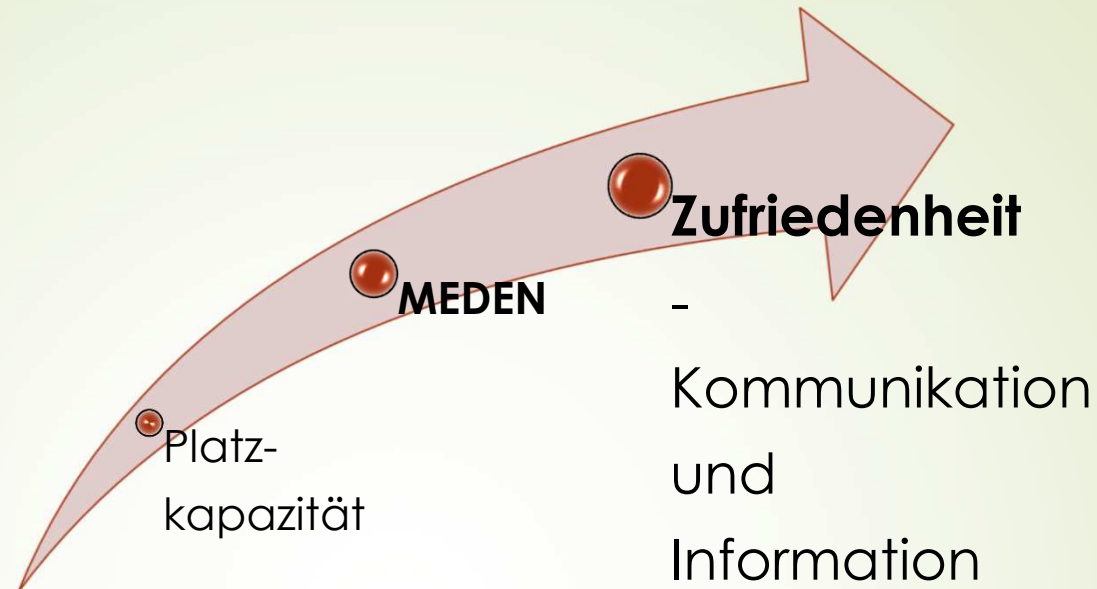 Platz-
kapazität
MEDEN
Zufriedenheit
-
Kommunikation
und
Information